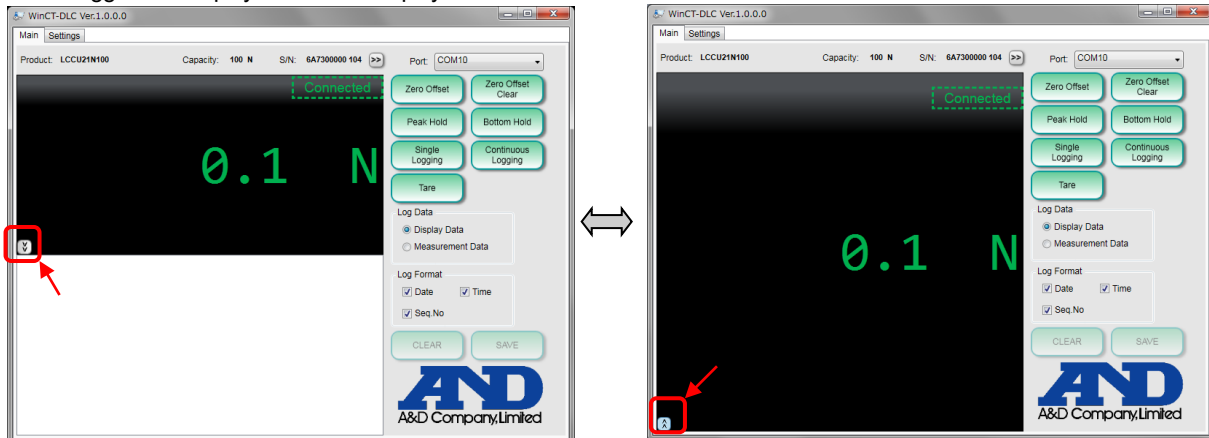 WinCT-DLC Ver.1.0.0.0
Main Settings
Product: LCCU21N100 Capacity: 100 N S/N: 6A7300000 104 >> Port: COM10
Connected
0.1 N
Zero Offset Zero Offset Clear
Peak Hold Bottom Hold
Single Logging Continuous Logging
Tare
Log Data
Display Data
Measurement Data
Log Format
Date Time
Seq.No
CLEAR SAVE
AND
A&D Company,Limited
WinCT-DLC Ver.1.0.0.0
Main Settings
Product: LCCU21N100 Capacity: 100 N S/N: 6A7300000 104 >> Port: COM10
Connected
0.1 N
Zero Offset Zero Offset Clear
Peak Hold Bottom Hold
Single Logging Continuous Logging
Tare
Log Data
Display Data
Measurement Data
Log Format
Date Time
Seq.No
CLEAR SAVE
AND
A&D Company,Limited